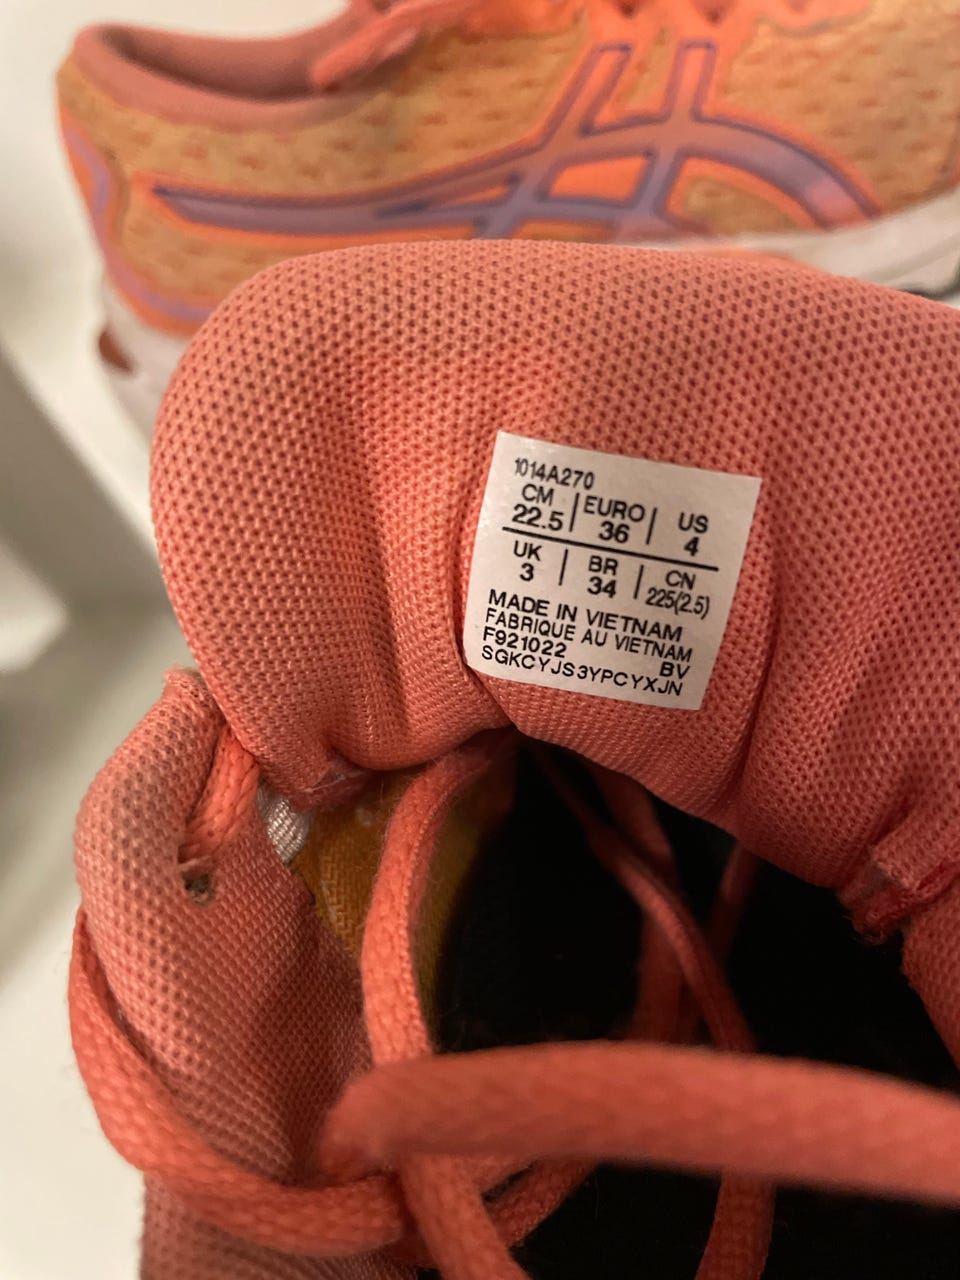 1014A270
CM | EURO | US
22.5 | 36 | 4
UK | BR | CN
3 | 34 | 225(2.5)
MADE IN VIETNAM
FABRIQUE AU VIETNAM
F921022 BV
SGKCYJS3YPCYXJN